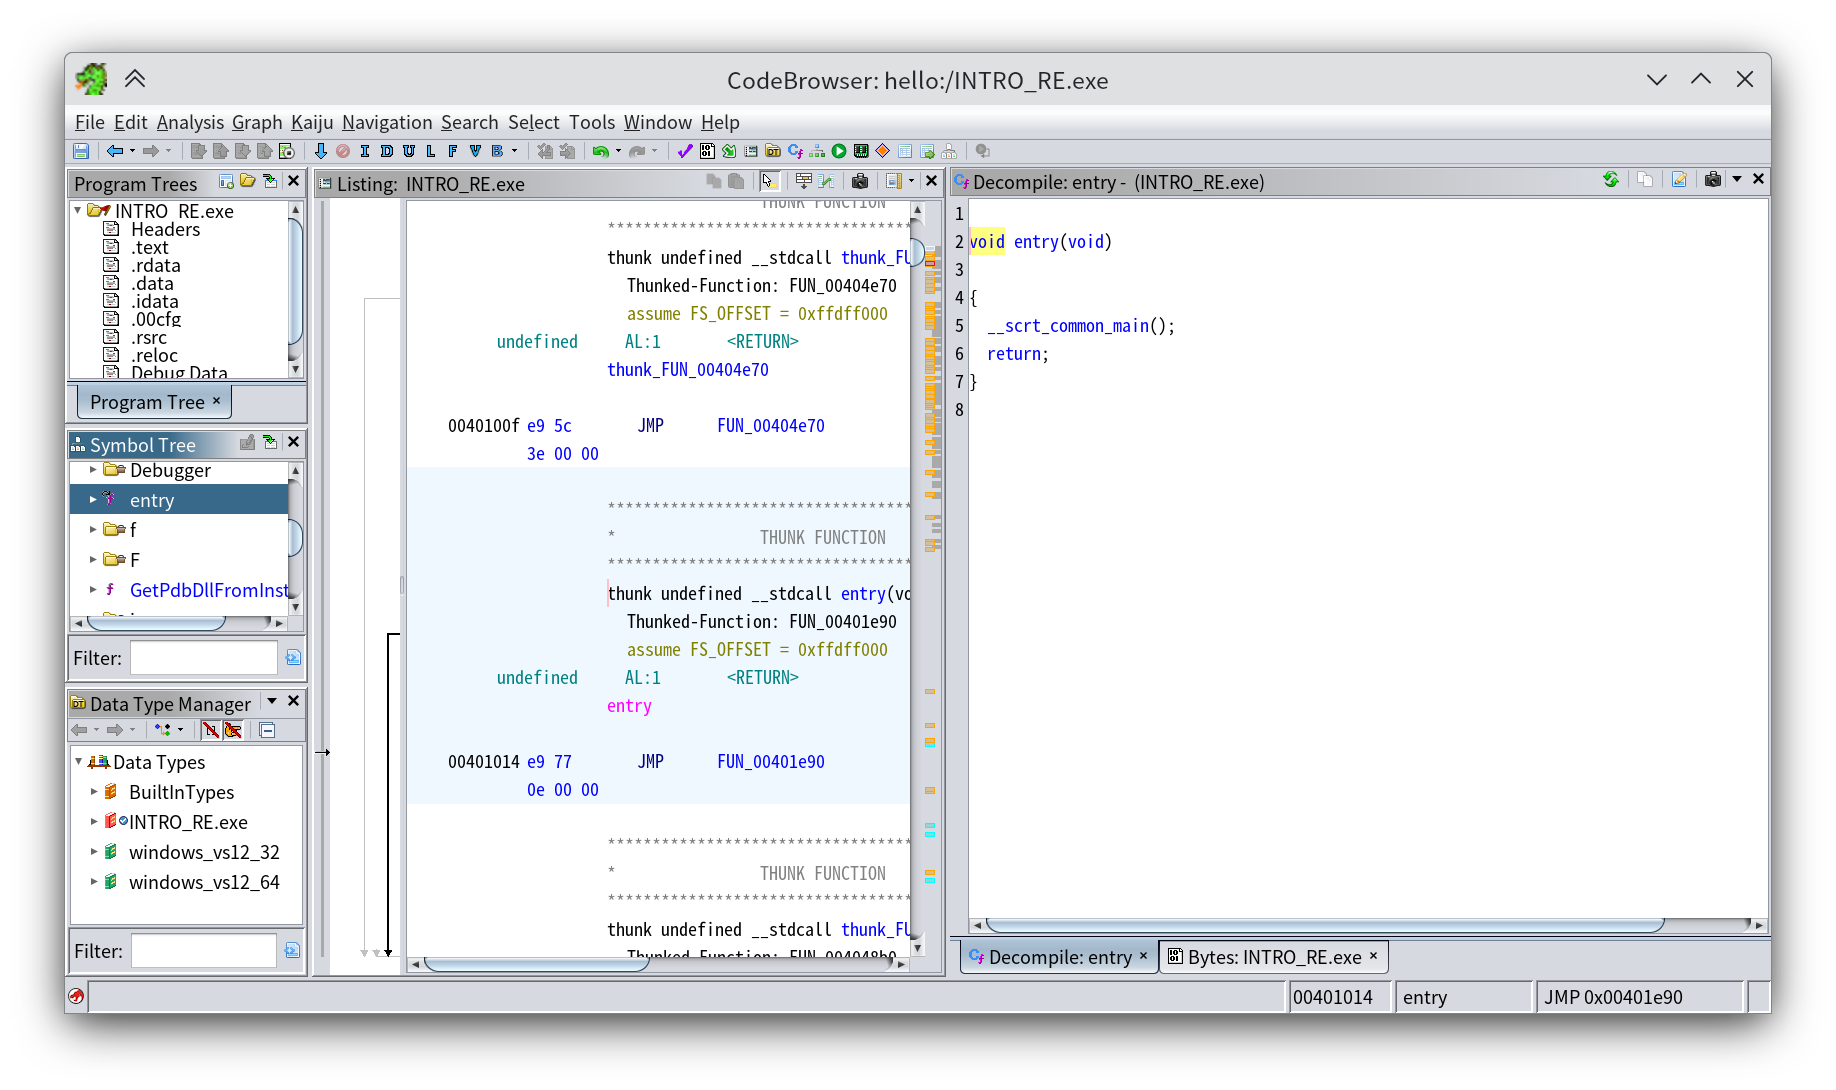 CodeBrowser: hello:/INTRO_RE.exe
File Edit Analysis Graph Kaiju Navigation Search Select Tools Window Help
I D U L F V B
Program Trees
INTRO_RE.exe
Headers
.text
.rdata
.data
.idata
.00cfg
.rsrc
.reloc
Debug Data
Program Tree ×
Symbol Tree
Debugger
entry
f
F
GetPdbDllFromInst
Filter:
Data Type Manager
Data Types
BuiltInTypes
INTRO_RE.exe
windows_vs12_32
windows_vs12_64
Filter:
Listing: INTRO_RE.exe
THUNK FUNCTION
**********************************
thunk undefined __stdcall thunk_FU
Thunked-Function: FUN_00404e70
assume FS_OFFSET = 0xffdff000
undefined AL:1 <RETURN>
thunk_FUN_00404e70
0040100f e9 5c JMP FUN_00404e70
3e 00 00
**********************************
* THUNK FUNCTION
**********************************
thunk undefined __stdcall entry(vo
Thunked-Function: FUN_00401e90
assume FS_OFFSET = 0xffdff000
undefined AL:1 <RETURN>
entry
00401014 e9 77 JMP FUN_00401e90
0e 00 00
**********************************
* THUNK FUNCTION
**********************************
thunk undefined __stdcall thunk_FU
Thunked-Function: FUN_004048b0
Decompile: entry - (INTRO_RE.exe)
1
2 void entry(void)
3
4 {
5 __scrt_common_main();
6 return;
7 }
8
Decompile: entry × Bytes: INTRO_RE.exe ×
00401014 entry JMP 0x00401e90